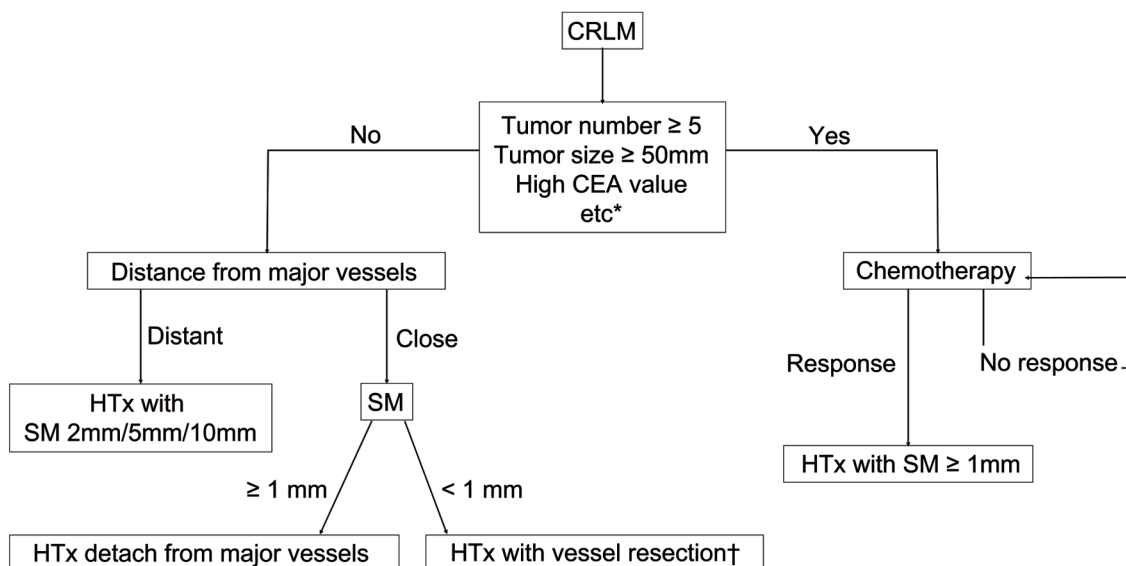 CRLM
Tumor number ≥ 5
Tumor size ≥ 50mm
High CEA value
etc*
No
Yes
Distance from major vessels
Chemotherapy
Distant
Close
Response
No response
HTx with
SM 2mm/5mm/10mm
SM
HTx with SM ≥ 1mm
≥ 1 mm
< 1 mm
HTx detach from major vessels
HTx with vessel resection†